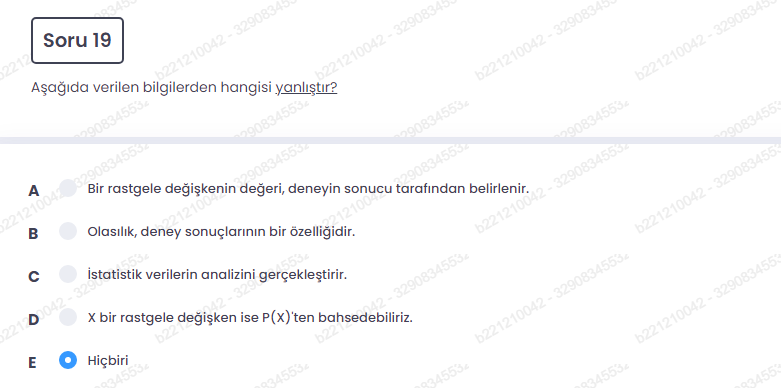 Soru 19
Aşağıda verilen bilgilerden hangisi yanlıştır?
A Bir rastgele değişkenin değeri, deneyin sonucu tarafından belirlenir.
B Olasılık, deney sonuçlarının bir özelliğidir.
C İstatistik verilerin analizini gerçekleştirir.
D X bir rastgele değişken ise P(X)'ten bahsedebiliriz.
E Hiçbiri